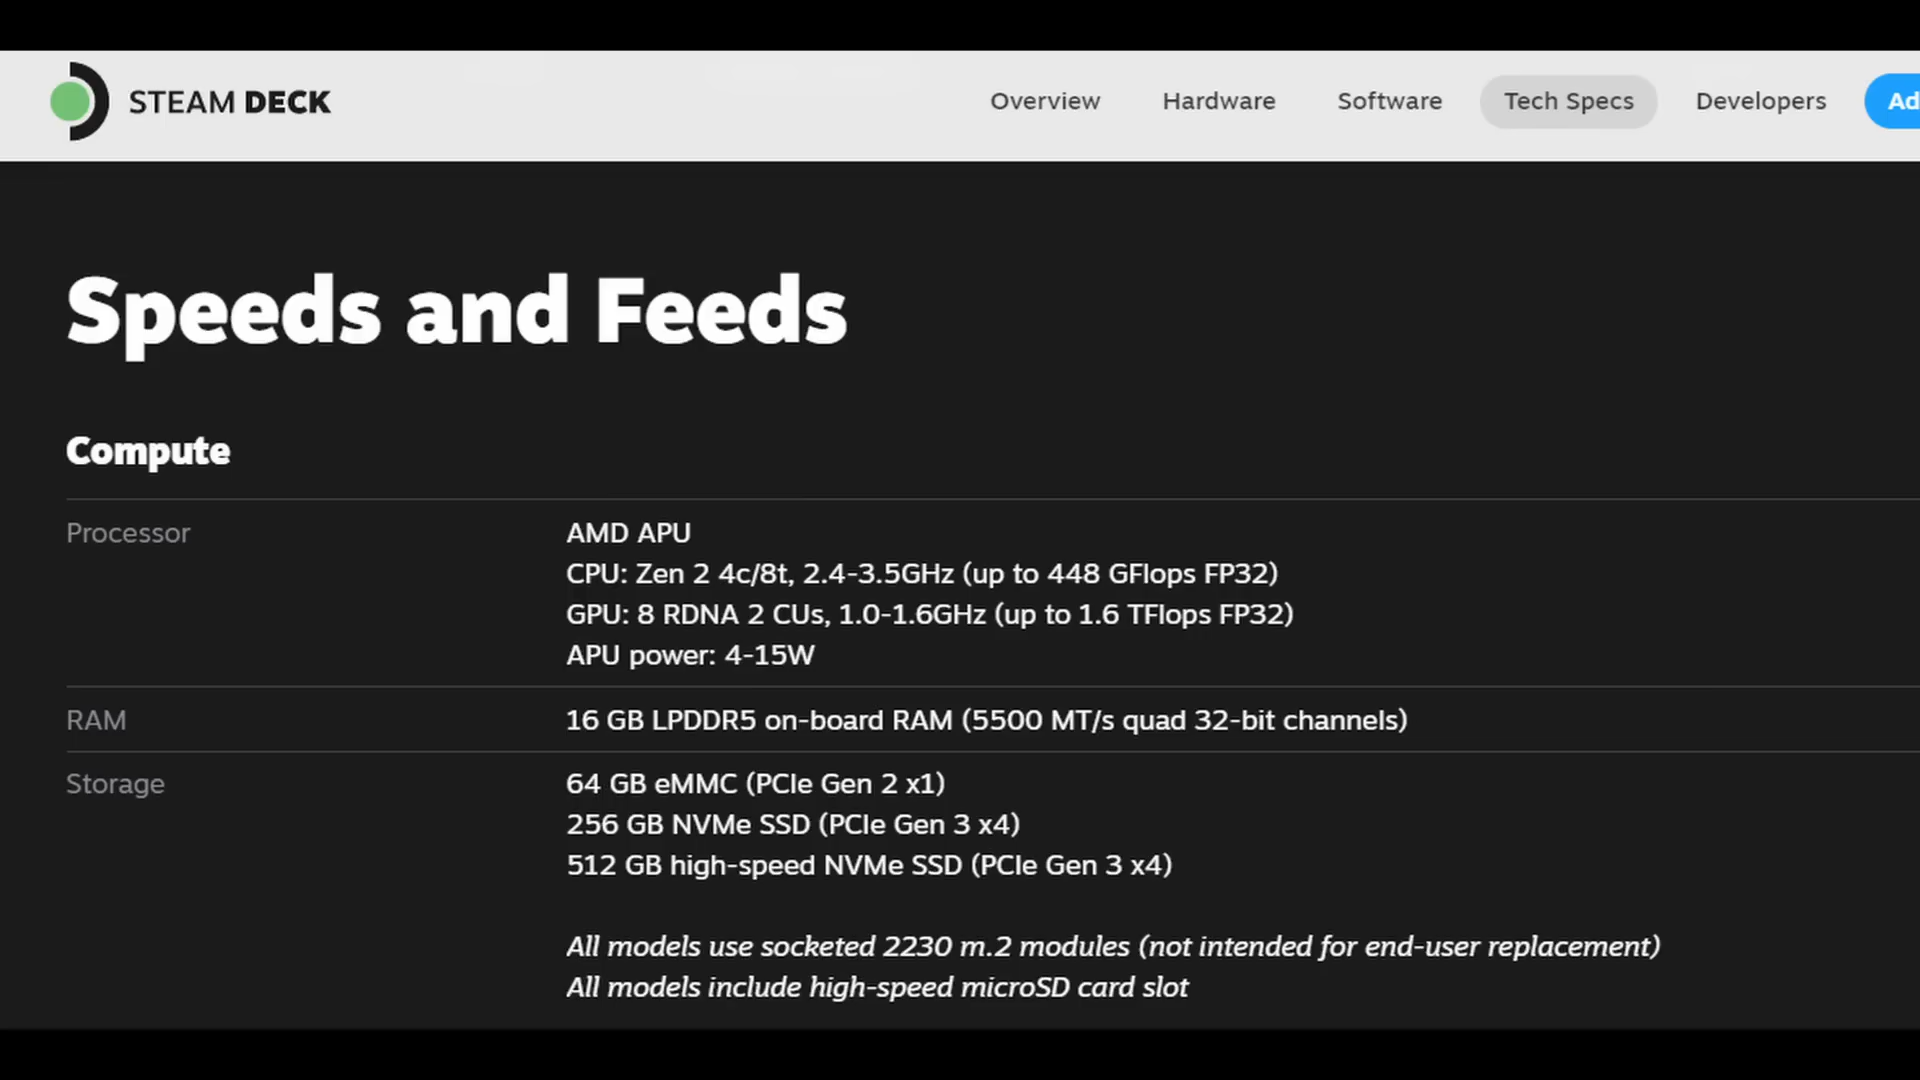 STEAM DECK
Overview
Hardware
Software
Tech Specs
Developers
Ad
Speeds and Feeds
Compute
Processor
AMD APU
CPU: Zen 2 4c/8t, 2.4-3.5GHz (up to 448 GFlops FP32)
GPU: 8 RDNA 2 CUs, 1.0-1.6GHz (up to 1.6 TFlops FP32)
APU power: 4-15W
RAM
16 GB LPDDR5 on-board RAM (5500 MT/s quad 32-bit channels)
Storage
64 GB eMMC (PCIe Gen 2 x1)
256 GB NVMe SSD (PCIe Gen 3 x4)
512 GB high-speed NVMe SSD (PCIe Gen 3 x4)
All models use socketed 2230 m.2 modules (not intended for end-user replacement)
All models include high-speed microSD card slot